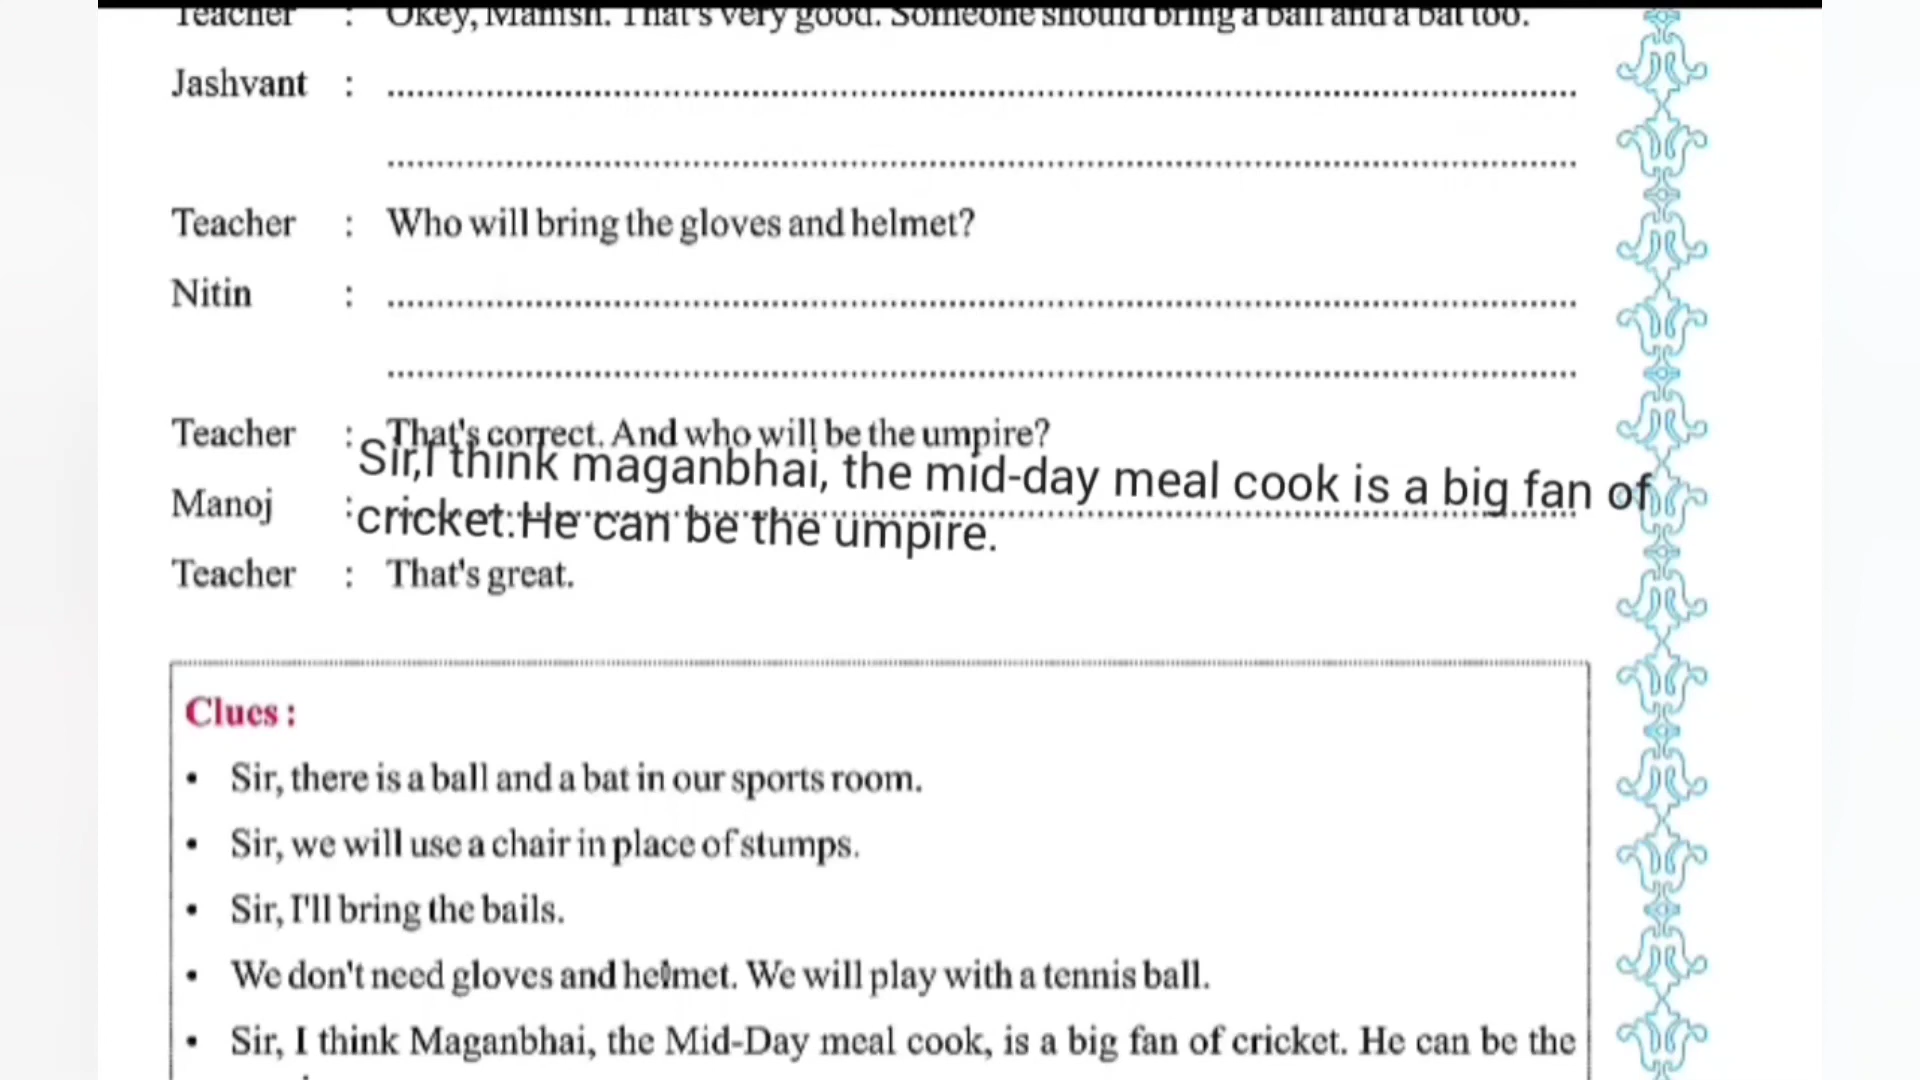 Teacher : Okey, Manish. That's very good. Someone should bring a ball and a bat too.
Jashvant : ................................................................
................................................................
Teacher : Who will bring the gloves and helmet?
Nitin : ................................................................
................................................................
Teacher : That's correct. And who will be the umpire?
Sir,I think maganbhai, the mid-day meal cook is a big fan of
Manoj : cricket.He can be the umpire.
Teacher : That's great.
Clues :
• Sir, there is a ball and a bat in our sports room.
• Sir, we will use a chair in place of stumps.
• Sir, I'll bring the bails.
• We don't need gloves and helmet. We will play with a tennis ball.
• Sir, I think Maganbhai, the Mid-Day meal cook, is a big fan of cricket. He can be the